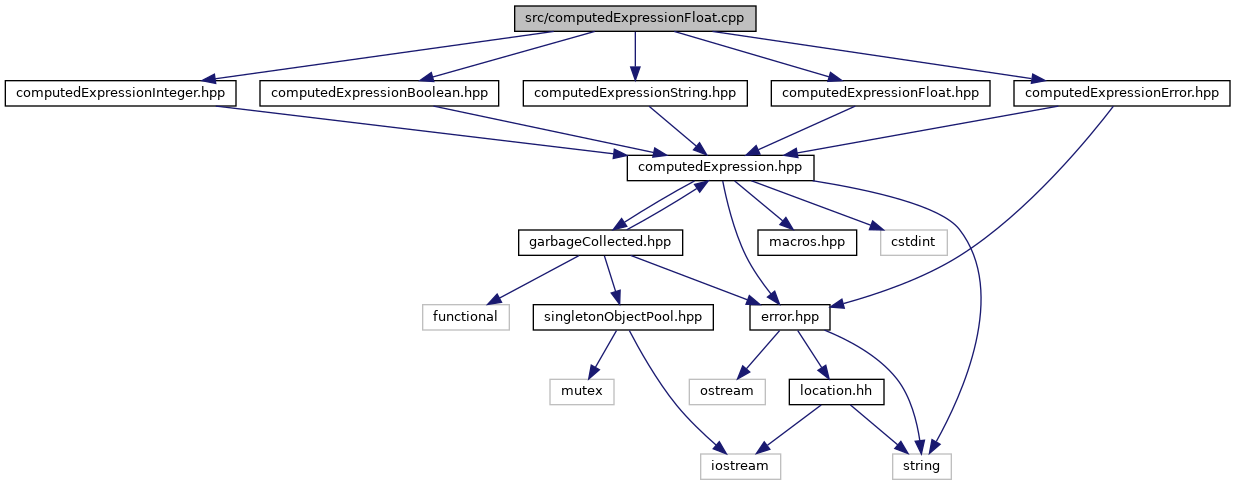 src/computedExpressionFloat.cpp
computedExpressionInteger.hpp
computedExpressionBoolean.hpp
computedExpressionString.hpp
computedExpressionFloat.hpp
computedExpressionError.hpp
computedExpression.hpp
garbageCollected.hpp
macros.hpp
cstdint
functional
singletonObjectPool.hpp
error.hpp
mutex
ostream
location.hh
iostream
string